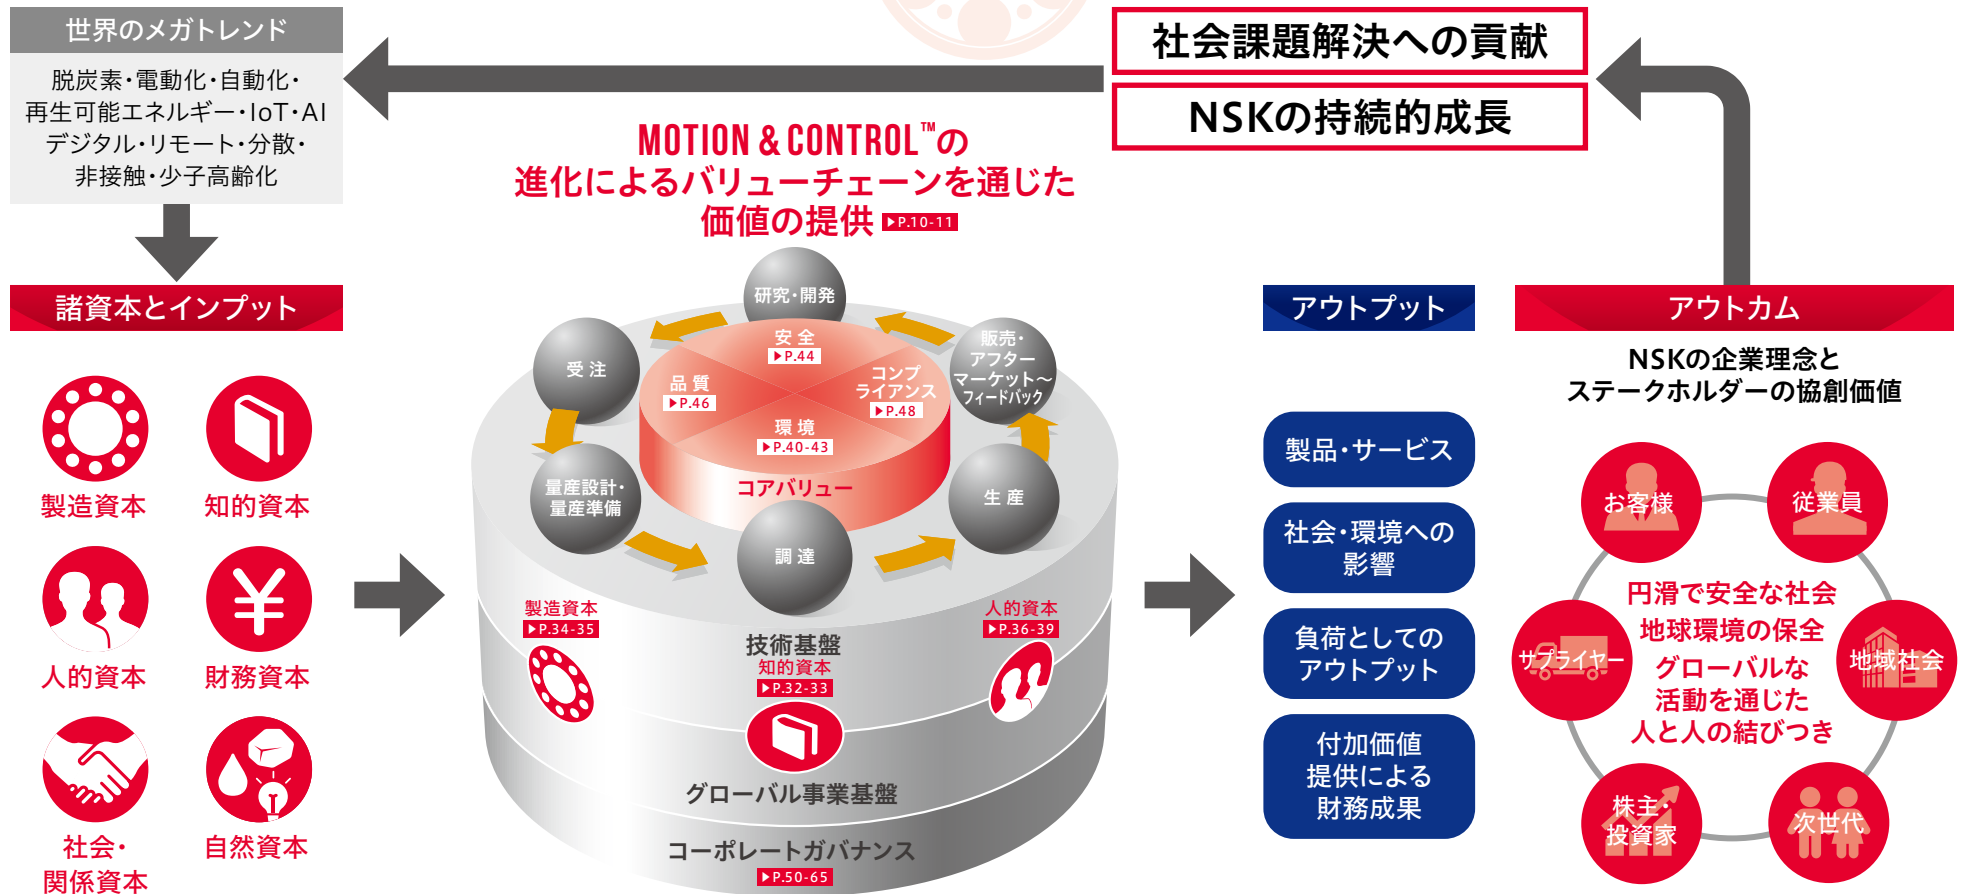 世界のメガトレンド
脱炭素・電動化・自動化・
再生可能エネルギー・IoT・AI
デジタル・リモート・分散・
非接触・少子高齢化
社会課題解決への貢献
NSKの持続的成長
MOTION & CONTROL™の
進化によるバリューチェーンを通じた
価値の提供 ▶P.10-11
諸資本とインプット
製造資本
知的資本
人的資本
財務資本
社会・
関係資本
自然資本
研究・開発
受注
量産設計・
量産準備
調達
生産
販売・
アフター
マーケット～
フィードバック
安全
▶P.44
品質
▶P.46
コンプ
ライアンス
▶P.48
環境
▶P.40-43
コアバリュー
製造資本
▶P.34-35
技術基盤
知的資本
▶P.32-33
人的資本
▶P.36-39
グローバル事業基盤
コーポレートガバナンス
▶P.50-65
アウトプット
製品・サービス
社会・環境への
影響
負荷としての
アウトプット
付加価値
提供による
財務成果
アウトカム
NSKの企業理念と
ステークホルダーの協創価値
お客様
従業員
サプライヤー
地域社会
株主・
投資家
次世代
円滑で安全な社会
地球環境の保全
グローバルな
活動を通じた
人と人の結びつき